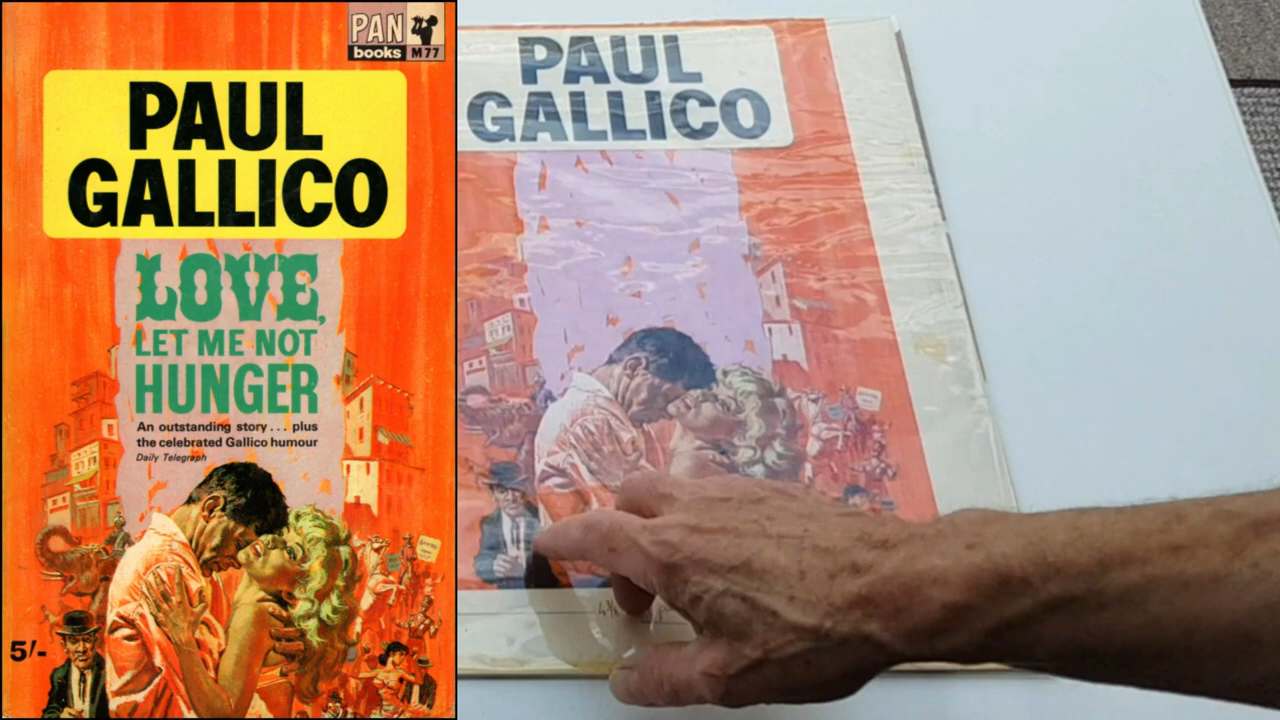 PAN
books M77
PAUL
GALLICO
LOVE,
LET ME NOT
HUNGER
An outstanding story... plus
the celebrated Gallico humour
Daily Telegraph
5/-
PAUL
GALLICO